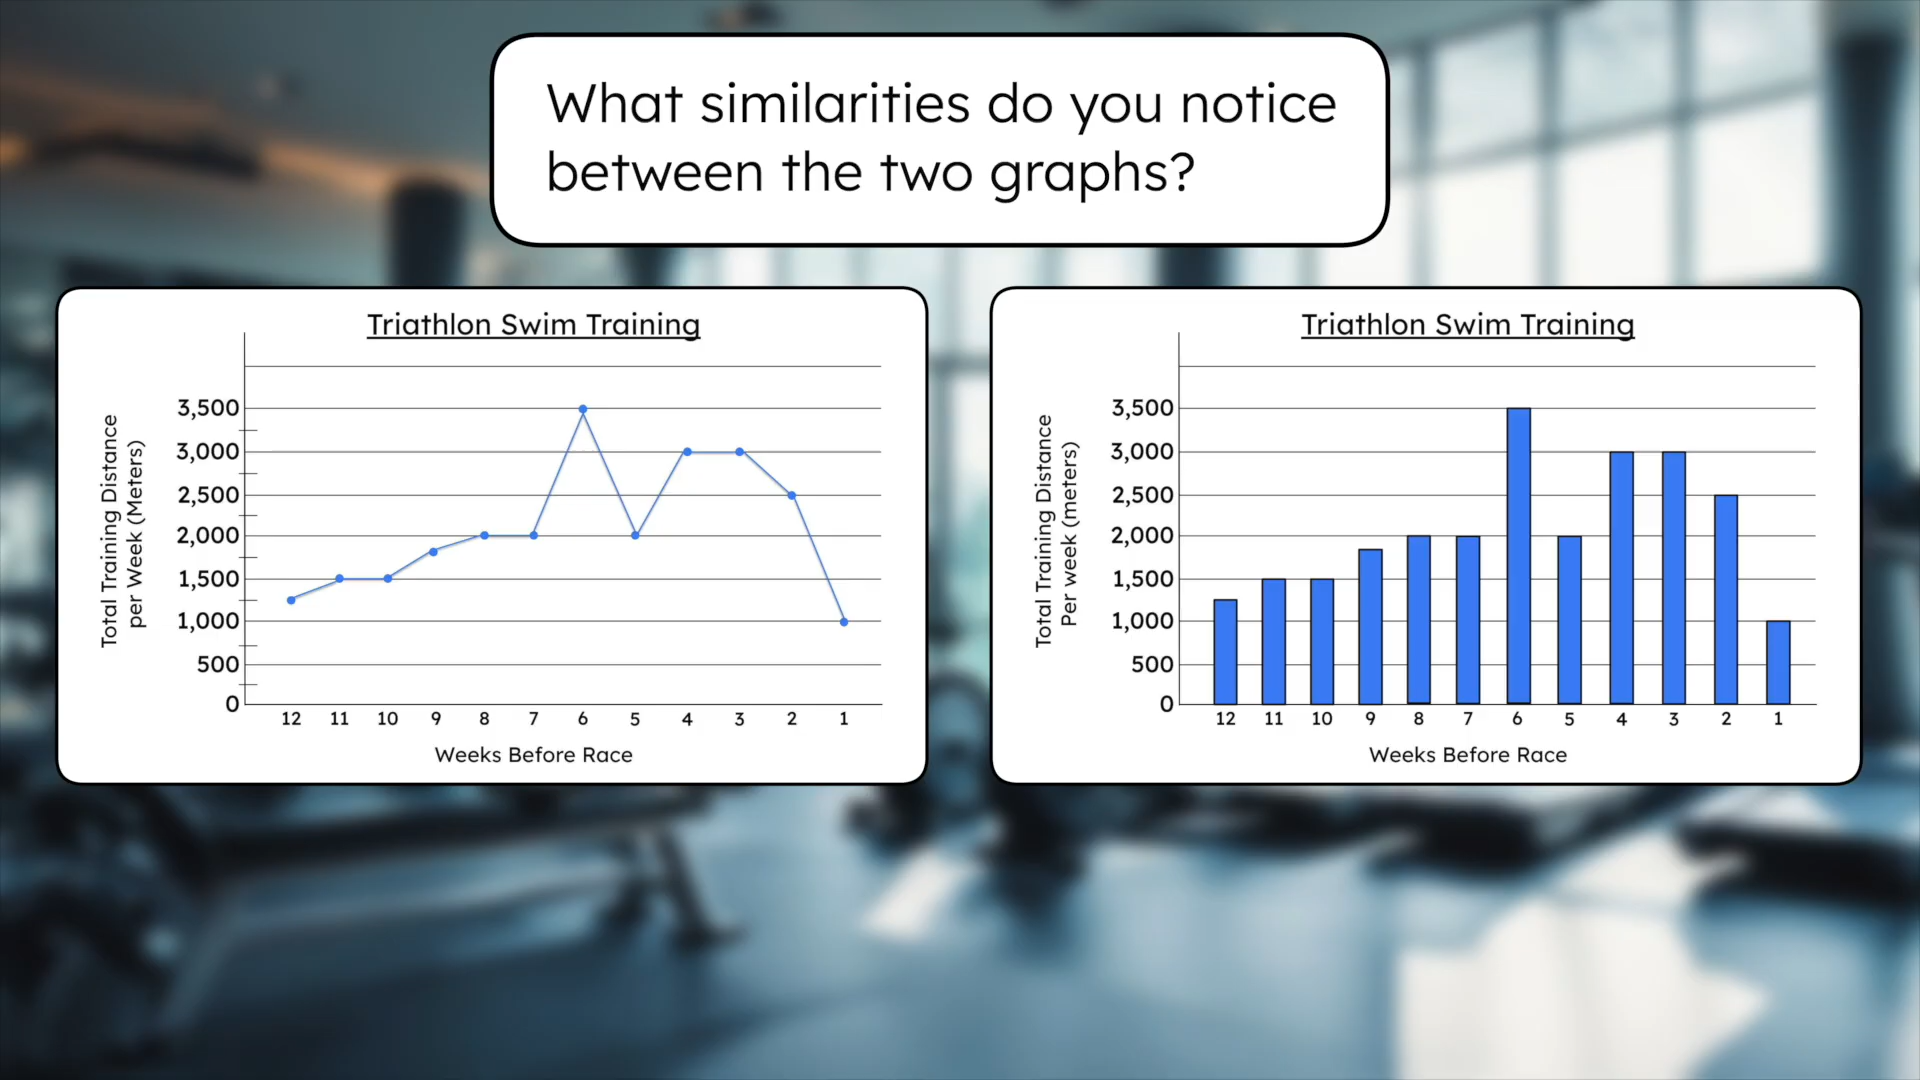 What similarities do you notice
between the two graphs?
Triathlon Swim Training
Total Training Distance
per Week (Meters)
3,500
3,000
2,500
2,000
1,500
1,000
500
0
12 11 10 9 8 7 6 5 4 3 2 1
Weeks Before Race
Triathlon Swim Training
Total Training Distance
Per week (meters)
3,500
3,000
2,500
2,000
1,500
1,000
500
0
12 11 10 9 8 7 6 5 4 3 2 1
Weeks Before Race